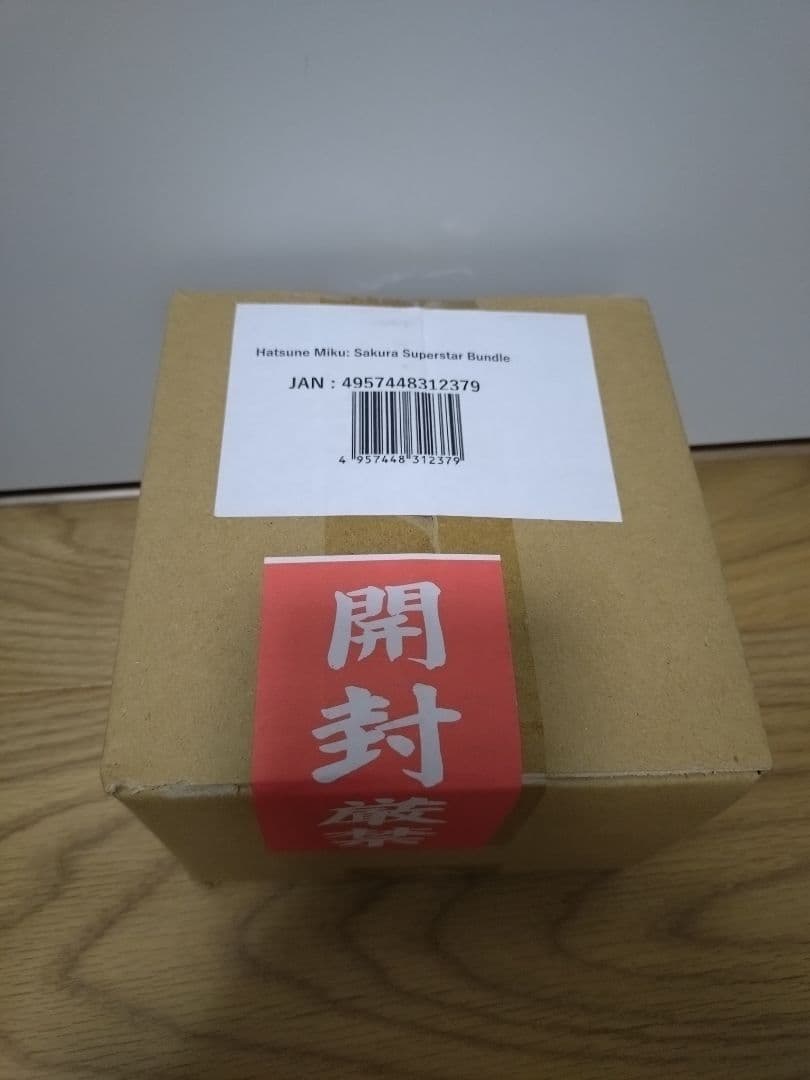 Hatsune Miku: Sakura Superstar Bundle
JAN : 4957448312379
4 957448 312379
開
封
厳
禁